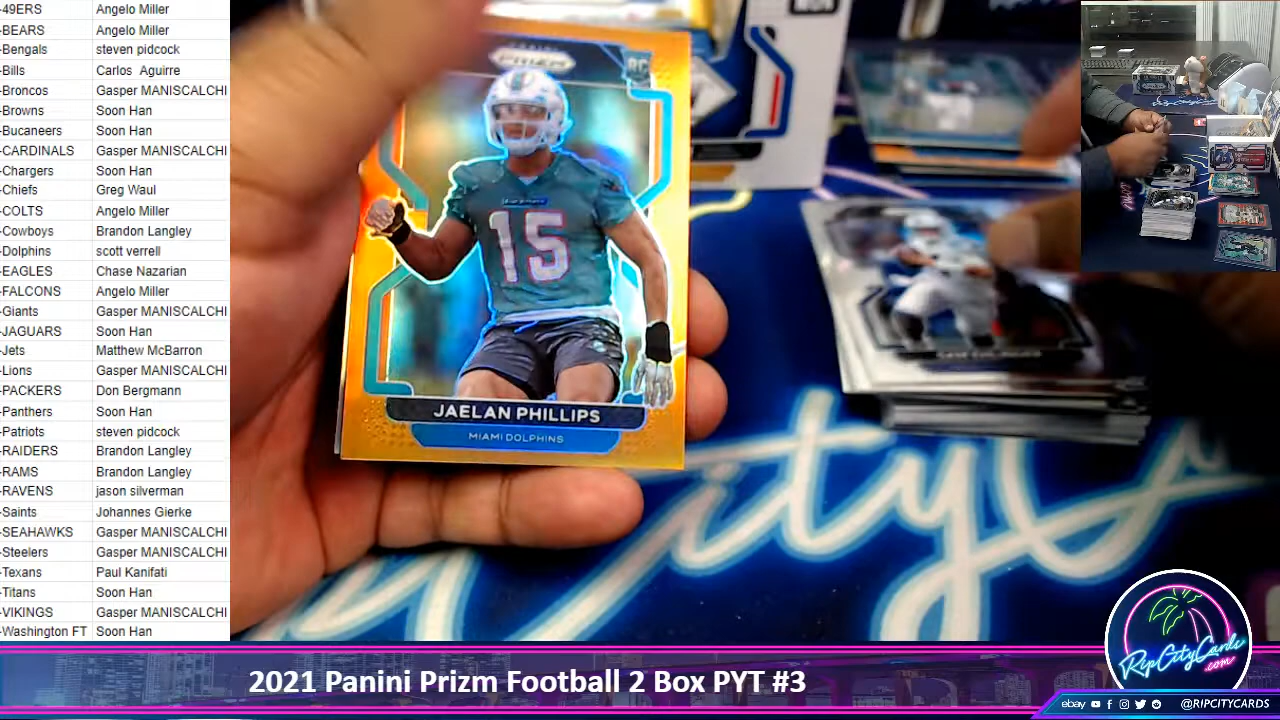 -49ERS Angelo Miller
-BEARS Angelo Miller
-Bengals steven pidcock
-Bills Carlos Aguirre
-Broncos Gasper MANISCALCHI
-Browns Soon Han
-Bucaneers Soon Han
-CARDINALS Gasper MANISCALCHI
-Chargers Soon Han
-Chiefs Greg Waul
-COLTS Angelo Miller
-Cowboys Brandon Langley
-Dolphins scott verrell
-EAGLES Chase Nazarian
-FALCONS Angelo Miller
-Giants Gasper MANISCALCHI
-JAGUARS Soon Han
-Jets Matthew McBarron
-Lions Gasper MANISCALCHI
-PACKERS Don Bergmann
-Panthers Soon Han
-Patriots steven pidcock
-RAIDERS Brandon Langley
-RAMS Brandon Langley
-RAVENS jason silverman
-Saints Johannes Gierke
-SEAHAWKS Gasper MANISCALCHI
-Steelers Gasper MANISCALCHI
-Texans Paul Kanifati
-Titans Soon Han
-VIKINGS Gasper MANISCALCHI
-Washington FT Soon Han
PRIZM
RC
15
JAELAN PHILLIPS
MIAMI DOLPHINS
City
RipCityCards
.com
2021 Panini Prizm Football 2 Box PYT #3
ebay @RIPCITYCARDS